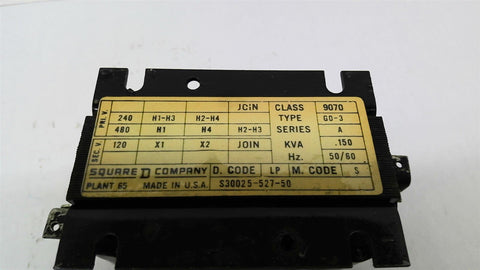 JOIN CLASS 9070
PRI. V. 240 H1-H3 H2-H4 TYPE GO-3
480 H1 H4 H2-H3 SERIES A
SEC. V. 120 X1 X2 JOIN KVA .150
Hz. 50/60
SQUARE D COMPANY D. CODE LP M. CODE S
PLANT 65 MADE IN U.S.A. S30025-527-50